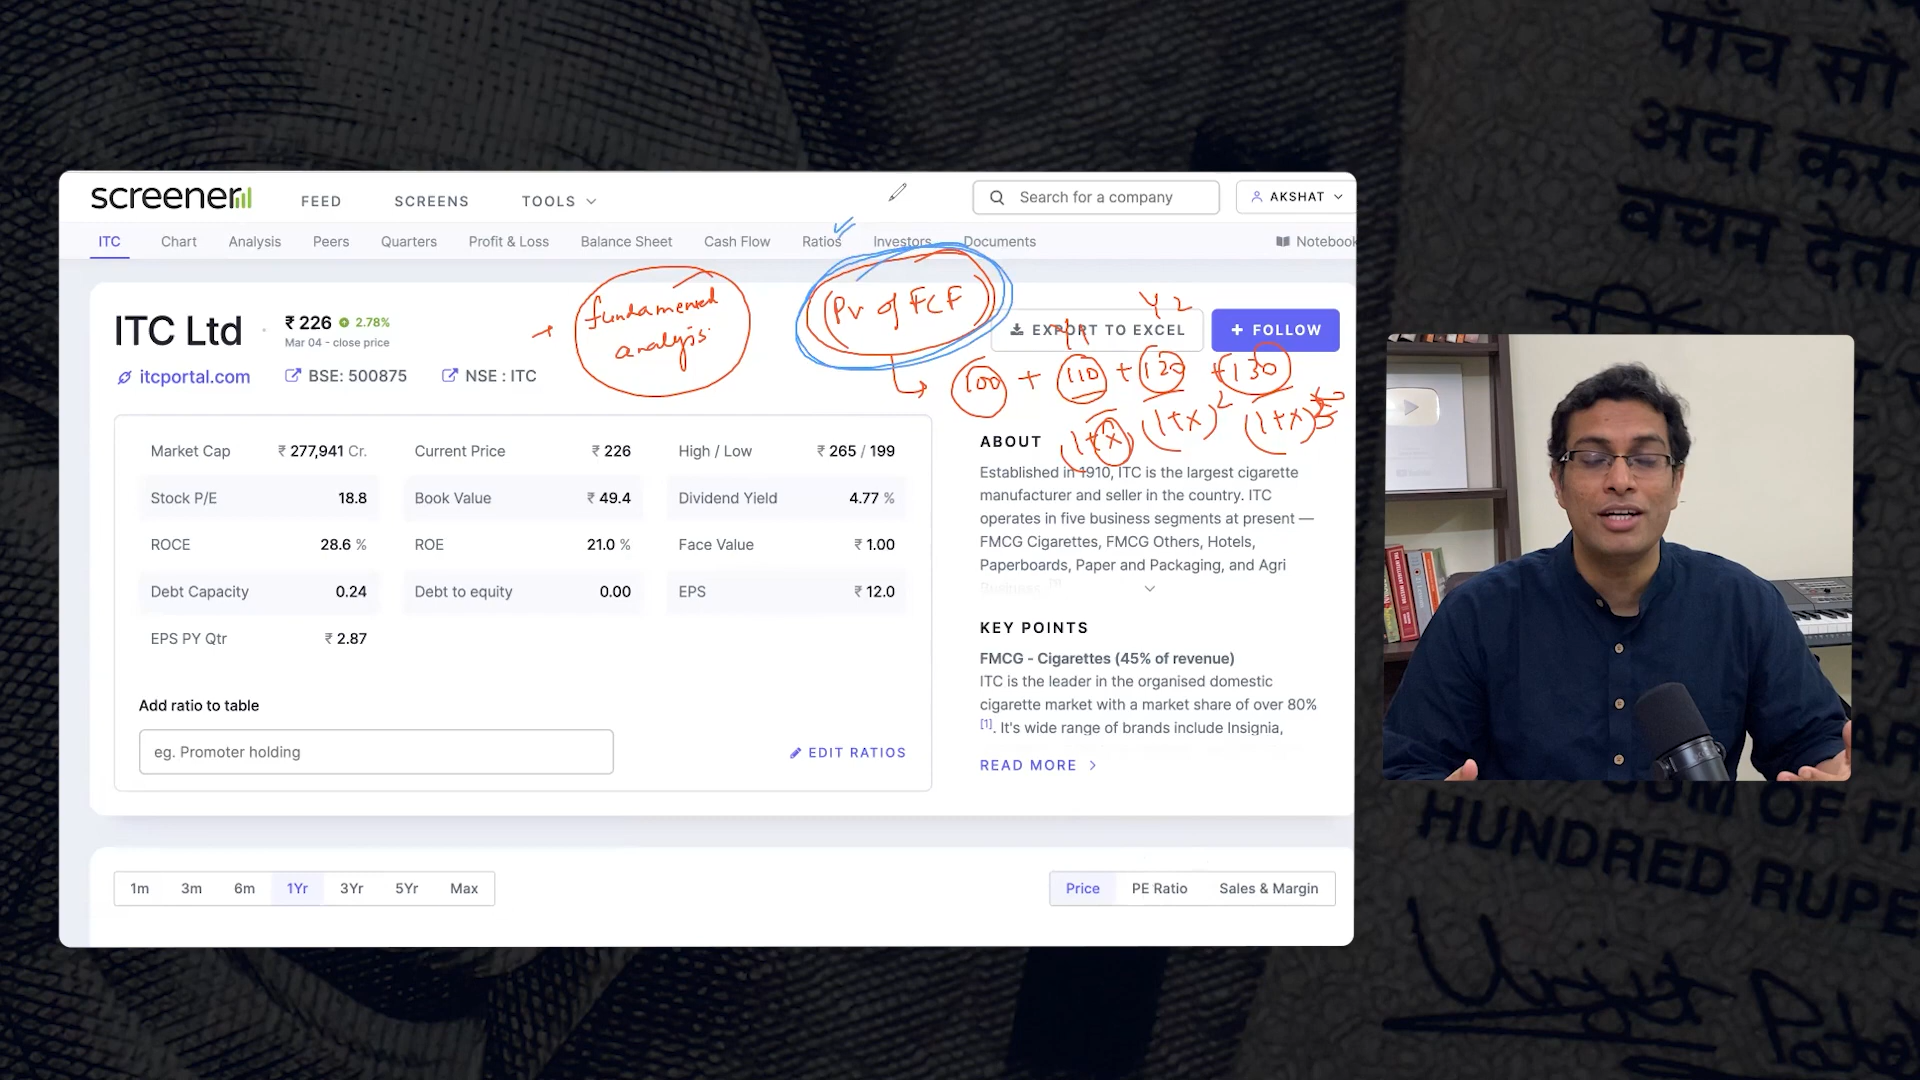 screener
FEED
SCREENS
TOOLS
Search for a company
AKSHAT
ITC
Chart
Analysis
Peers
Quarters
Profit & Loss
Balance Sheet
Cash Flow
Ratios
Investors
Documents
Notebook
ITC Ltd
₹ 226
2.78%
Mar 04 - close price
itcportal.com
BSE: 500875
NSE : ITC
fundamental
analysis
(PV of FCF)
Y1
Y2
EXPORT TO EXCEL
+ FOLLOW
100 + 110 + 120 + 130
(1+x) (1+x)² (1+x)
Market Cap ₹ 277,941 Cr.
Current Price ₹ 226
High / Low ₹ 265 / 199
Stock P/E 18.8
Book Value ₹ 49.4
Dividend Yield 4.77 %
ROCE 28.6 %
ROE 21.0 %
Face Value ₹ 1.00
Debt Capacity 0.24
Debt to equity 0.00
EPS ₹ 12.0
EPS PY Qtr ₹ 2.87
Add ratio to table
eg. Promoter holding
EDIT RATIOS
ABOUT
Established in 1910, ITC is the largest cigarette
manufacturer and seller in the country. ITC
operates in five business segments at present —
FMCG Cigarettes, FMCG Others, Hotels,
Paperboards, Paper and Packaging, and Agri
Business.
KEY POINTS
FMCG - Cigarettes (45% of revenue)
ITC is the leader in the organised domestic
cigarette market with a market share of over 80%
[1]. It's wide range of brands include Insignia,
READ MORE
1m
3m
6m
1Yr
3Yr
5Yr
Max
Price
PE Ratio
Sales & Margin
पाँच सौ
अदा करने
वचन देता
SUM OF FI
HUNDRED RUPE